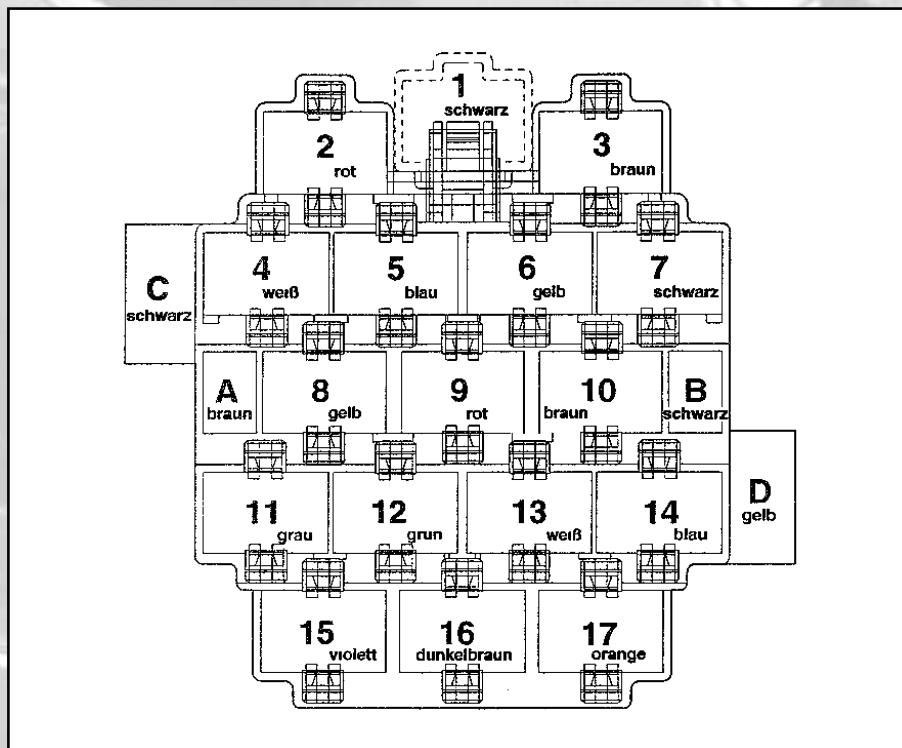 1
schwarz
2
rot
3
braun
C
schwarz
4
weiß
5
blau
6
gelb
7
schwarz
A
braun
8
gelb
9
rot
10
braun
B
schwarz
11
grau
12
grun
13
weiß
14
blau
D
gelb
15
violett
16
dunkelbraun
17
orange